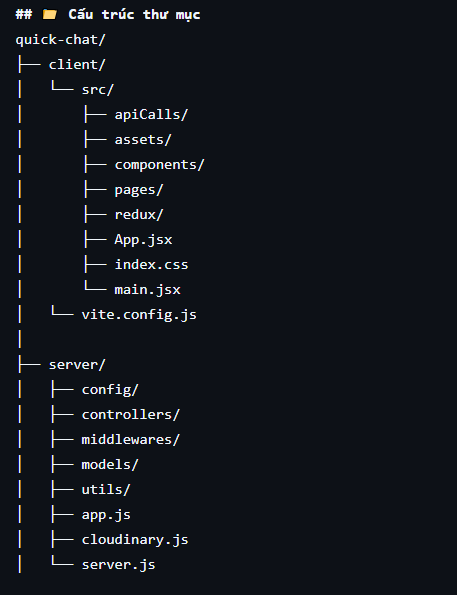 ## 📂 Cấu trúc thư mục
quick-chat/
├── client/
│   └── src/
│       ├── apiCalls/
│       ├── assets/
│       ├── components/
│       ├── pages/
│       ├── redux/
│       ├── App.jsx
│       ├── index.css
│       └── main.jsx
│   └── vite.config.js
│
├── server/
│   ├── config/
│   ├── controllers/
│   ├── middlewares/
│   ├── models/
│   ├── utils/
│   ├── app.js
│   ├── cloudinary.js
│   └── server.js